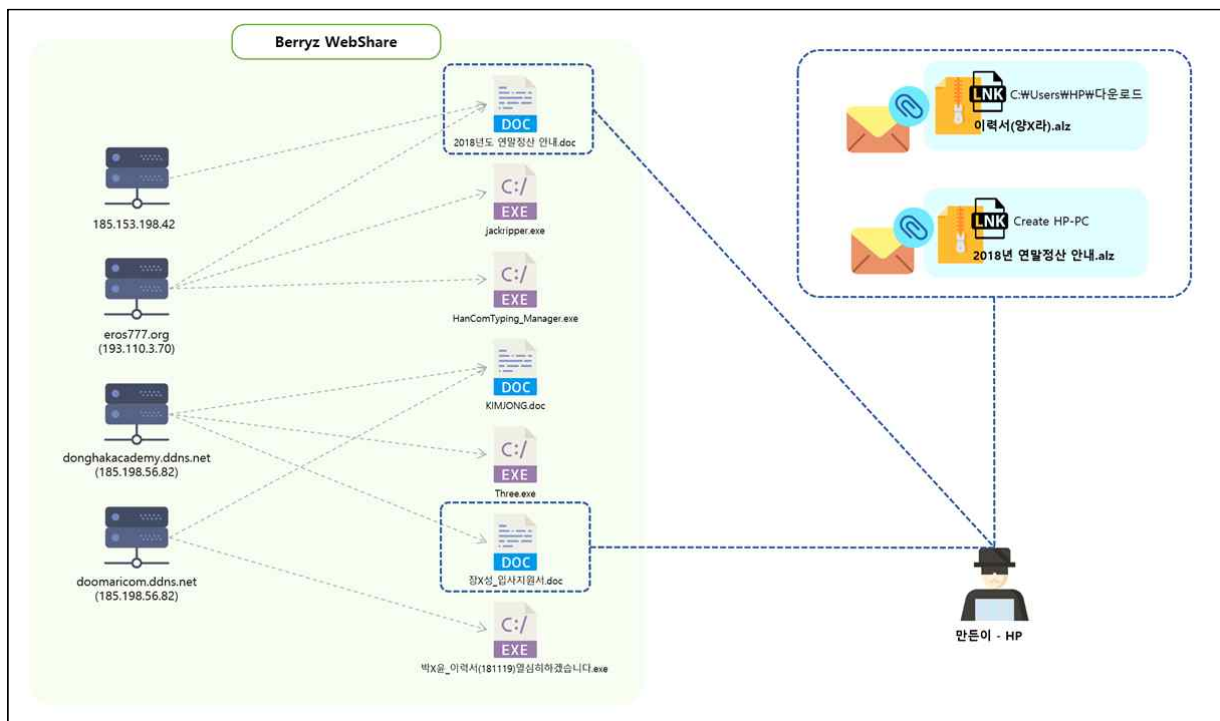 Berryz WebShare
DOC
2018년도 연말정산 안내.doc
185.153.198.42
C:/
EXE
jackripper.exe
eros777.org
(193.110.3.70)
C:/
EXE
HanComTyping_Manager.exe
donghakacademy.ddns.net
(185.198.56.82)
DOC
KIMJONG.doc
C:/
EXE
Three.exe
doomaricom.ddns.net
(185.198.56.82)
DOC
장X성_입사지원서.doc
C:/
EXE
박X윤_이력서(181119)열심히하겠습니다.exe
LNK C:₩Users₩HP₩다운로드
이력서(양X라).alz
LNK Create HP-PC
2018년 연말정산 안내.alz
만든이 - HP